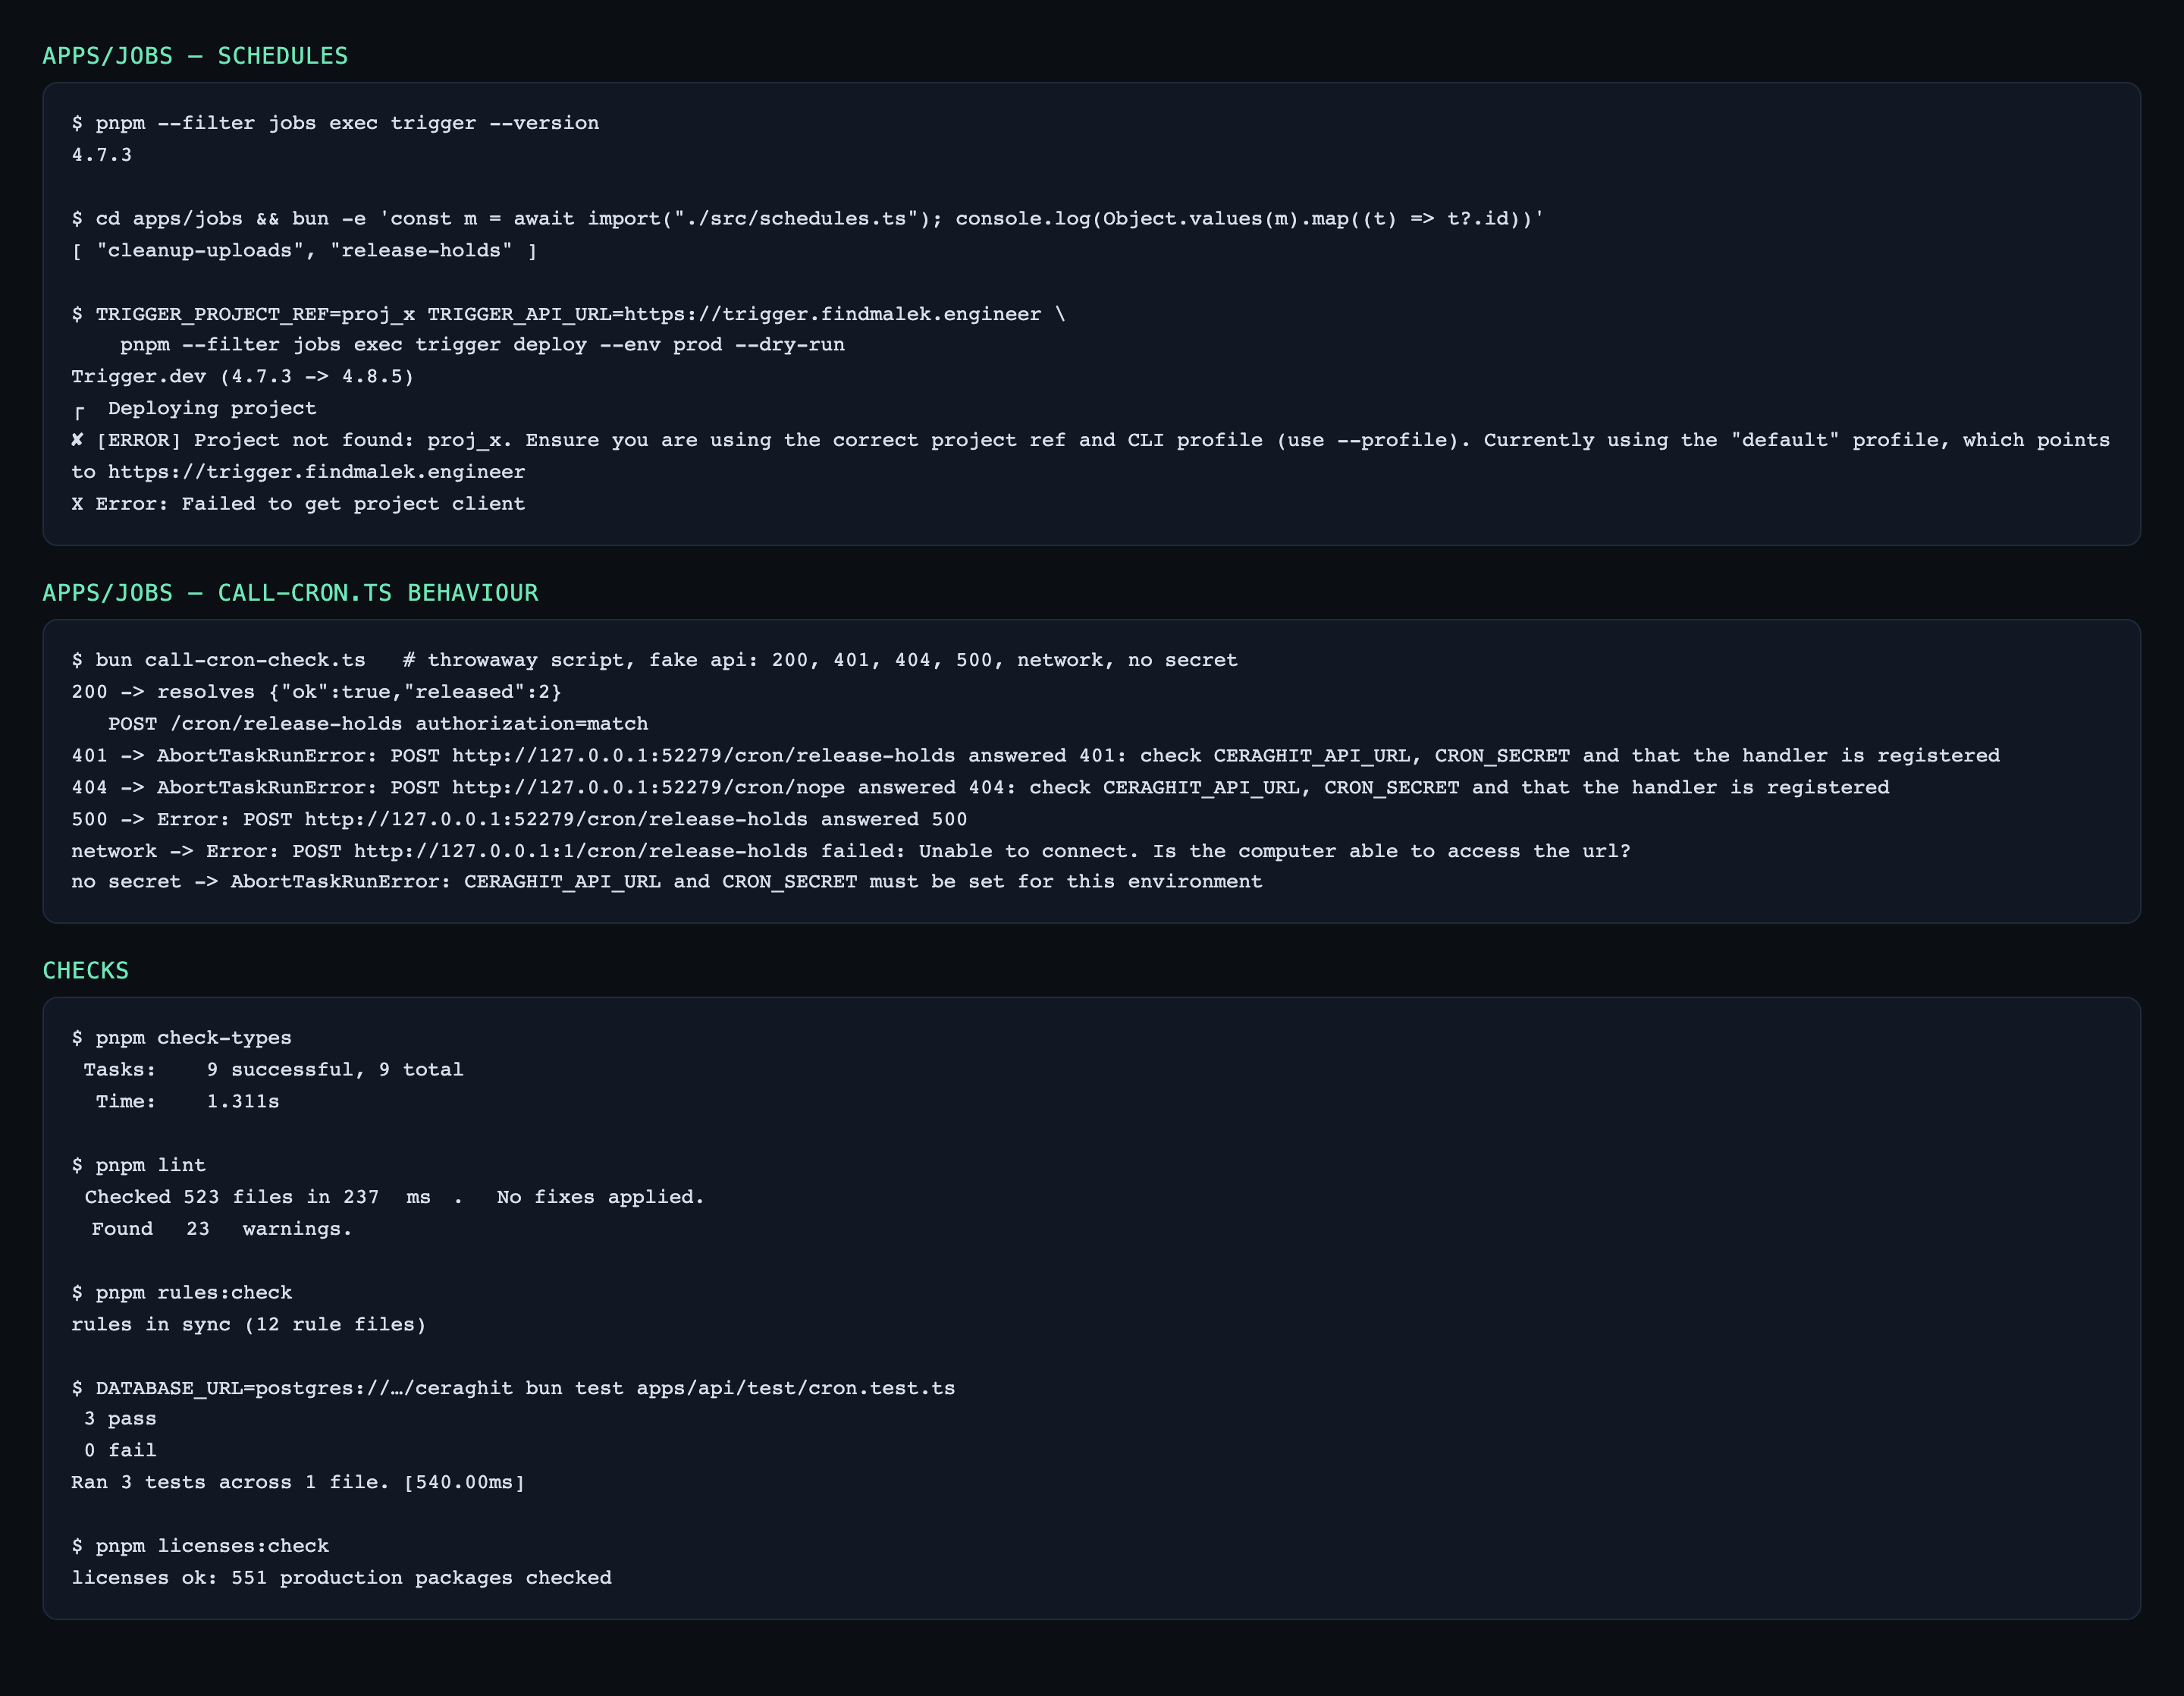 APPS/JOBS — SCHEDULES
$ pnpm --filter jobs exec trigger --version
4.7.3
$ cd apps/jobs && bun -e 'const m = await import("./src/schedules.ts"); console.log(Object.values(m).map((t) => t?.id))'
[ "cleanup-uploads", "release-holds" ]
$ TRIGGER_PROJECT_REF=proj_x TRIGGER_API_URL=https://trigger.findmalek.engineer \
pnpm --filter jobs exec trigger deploy --env prod --dry-run
Trigger.dev (4.7.3 -> 4.8.5)
┌  Deploying project
✘ [ERROR] Project not found: proj_x. Ensure you are using the correct project ref and CLI profile (use --profile). Currently using the "default" profile, which points
to https://trigger.findmalek.engineer
X Error: Failed to get project client
APPS/JOBS — CALL-CRON.TS BEHAVIOUR
$ bun call-cron-check.ts   # throwaway script, fake api: 200, 401, 404, 500, network, no secret
200 -> resolves {"ok":true,"released":2}
POST /cron/release-holds authorization=match
401 -> AbortTaskRunError: POST http://127.0.0.1:52279/cron/release-holds answered 401: check CERAGHIT_API_URL, CRON_SECRET and that the handler is registered
404 -> AbortTaskRunError: POST http://127.0.0.1:52279/cron/nope answered 404: check CERAGHIT_API_URL, CRON_SECRET and that the handler is registered
500 -> Error: POST http://127.0.0.1:52279/cron/release-holds answered 500
network -> Error: POST http://127.0.0.1:1/cron/release-holds failed: Unable to connect. Is the computer able to access the url?
no secret -> AbortTaskRunError: CERAGHIT_API_URL and CRON_SECRET must be set for this environment
CHECKS
$ pnpm check-types
Tasks:    9 successful, 9 total
Time:    1.311s
$ pnpm lint
Checked 523 files in 237 ms . No fixes applied.
Found 23 warnings.
$ pnpm rules:check
rules in sync (12 rule files)
$ DATABASE_URL=postgres://…/ceraghit bun test apps/api/test/cron.test.ts
3 pass
0 fail
Ran 3 tests across 1 file. [540.00ms]
$ pnpm licenses:check
licenses ok: 551 production packages checked